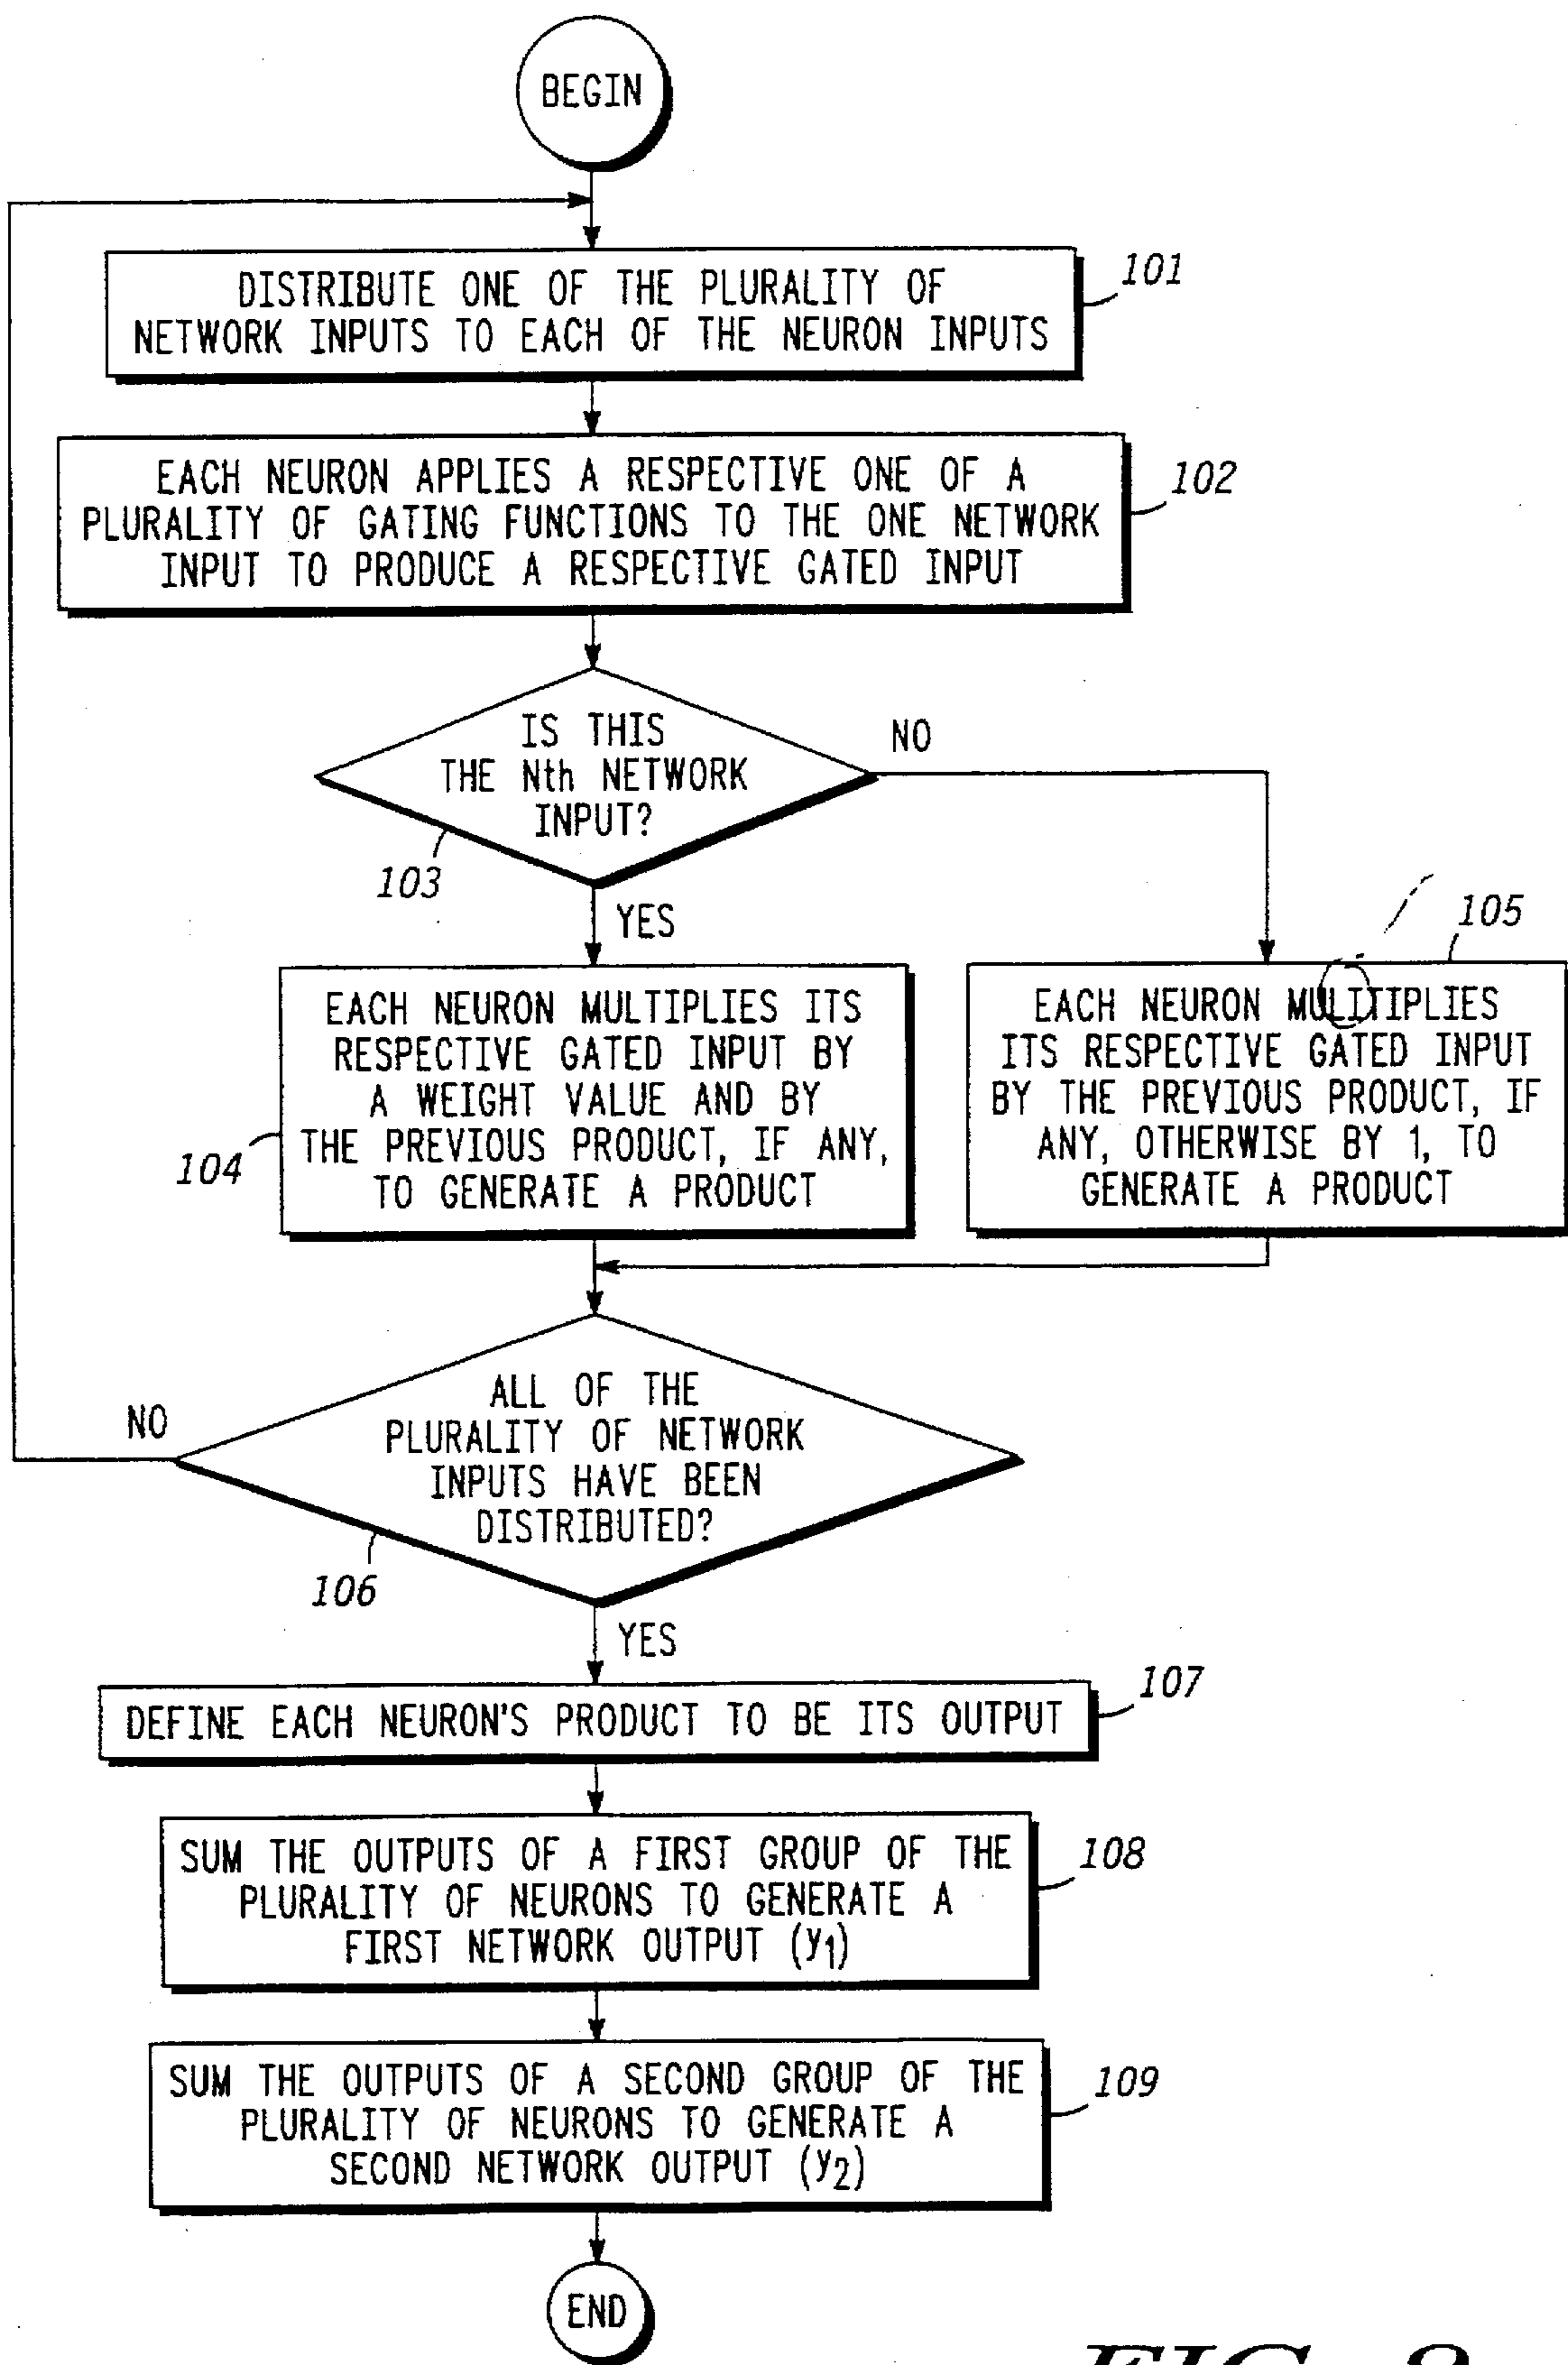 BEGIN
DISTRIBUTE ONE OF THE PLURALITY OF
NETWORK INPUTS TO EACH OF THE NEURON INPUTS
101
EACH NEURON APPLIES A RESPECTIVE ONE OF A
PLURALITY OF GATING FUNCTIONS TO THE ONE NETWORK
INPUT TO PRODUCE A RESPECTIVE GATED INPUT
102
IS THIS
THE Nth NETWORK
INPUT?
103
NO
YES
EACH NEURON MULTIPLIES ITS
RESPECTIVE GATED INPUT BY
A WEIGHT VALUE AND BY
THE PREVIOUS PRODUCT, IF ANY,
TO GENERATE A PRODUCT
104
105
EACH NEURON MULITIPLIES
ITS RESPECTIVE GATED INPUT
BY THE PREVIOUS PRODUCT, IF
ANY, OTHERWISE BY 1, TO
GENERATE A PRODUCT
ALL OF THE
PLURALITY OF NETWORK
INPUTS HAVE BEEN
DISTRIBUTED?
NO
106
YES
DEFINE EACH NEURON'S PRODUCT TO BE ITS OUTPUT
107
SUM THE OUTPUTS OF A FIRST GROUP OF THE
PLURALITY OF NEURONS TO GENERATE A
FIRST NETWORK OUTPUT (y1)
108
SUM THE OUTPUTS OF A SECOND GROUP OF THE
PLURALITY OF NEURONS TO GENERATE A
SECOND NETWORK OUTPUT (y2)
109
END